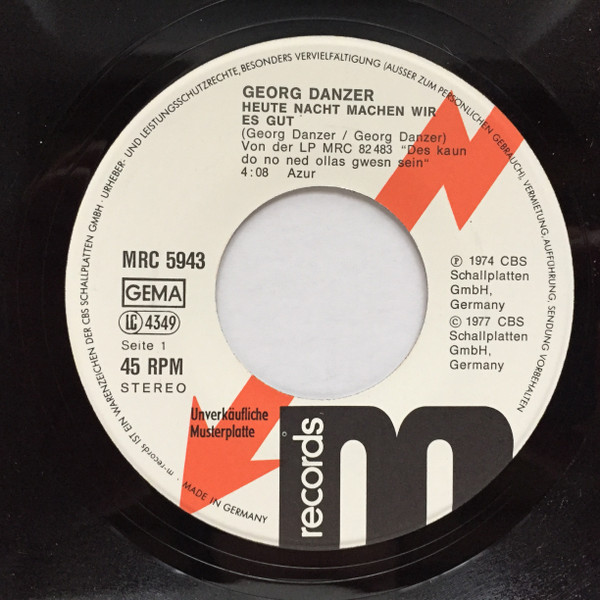 GEORG DANZER
HEUTE NACHT MACHEN WIR
ES GUT
(Georg Danzer / Georg Danzer)
Von der LP MRC 82 483 "Des kaun
do no ned ollas gwesn sein"
4:08 Azur
MRC 5943
GEMA
LC 4349
Seite 1
45 RPM
STEREO
℗ 1974 CBS
Schallplatten
GmbH,
Germany
© 1977 CBS
Schallplatten
GmbH,
Germany
Unverkäufliche
Musterplatte
records
m
m-records IST EIN WARENZEICHEN DER CBS SCHALLPLATTEN GMBH · URHEBER- UND LEISTUNGSSCHUTZRECHTE, BESONDERS VERVIELFÄLTIGUNG (AUSSER ZUM PERSÖNLICHEN GEBRAUCH), VERMIETUNG, AUFFÜHRUNG, SENDUNG VORBEHALTEN
· MADE IN GERMANY